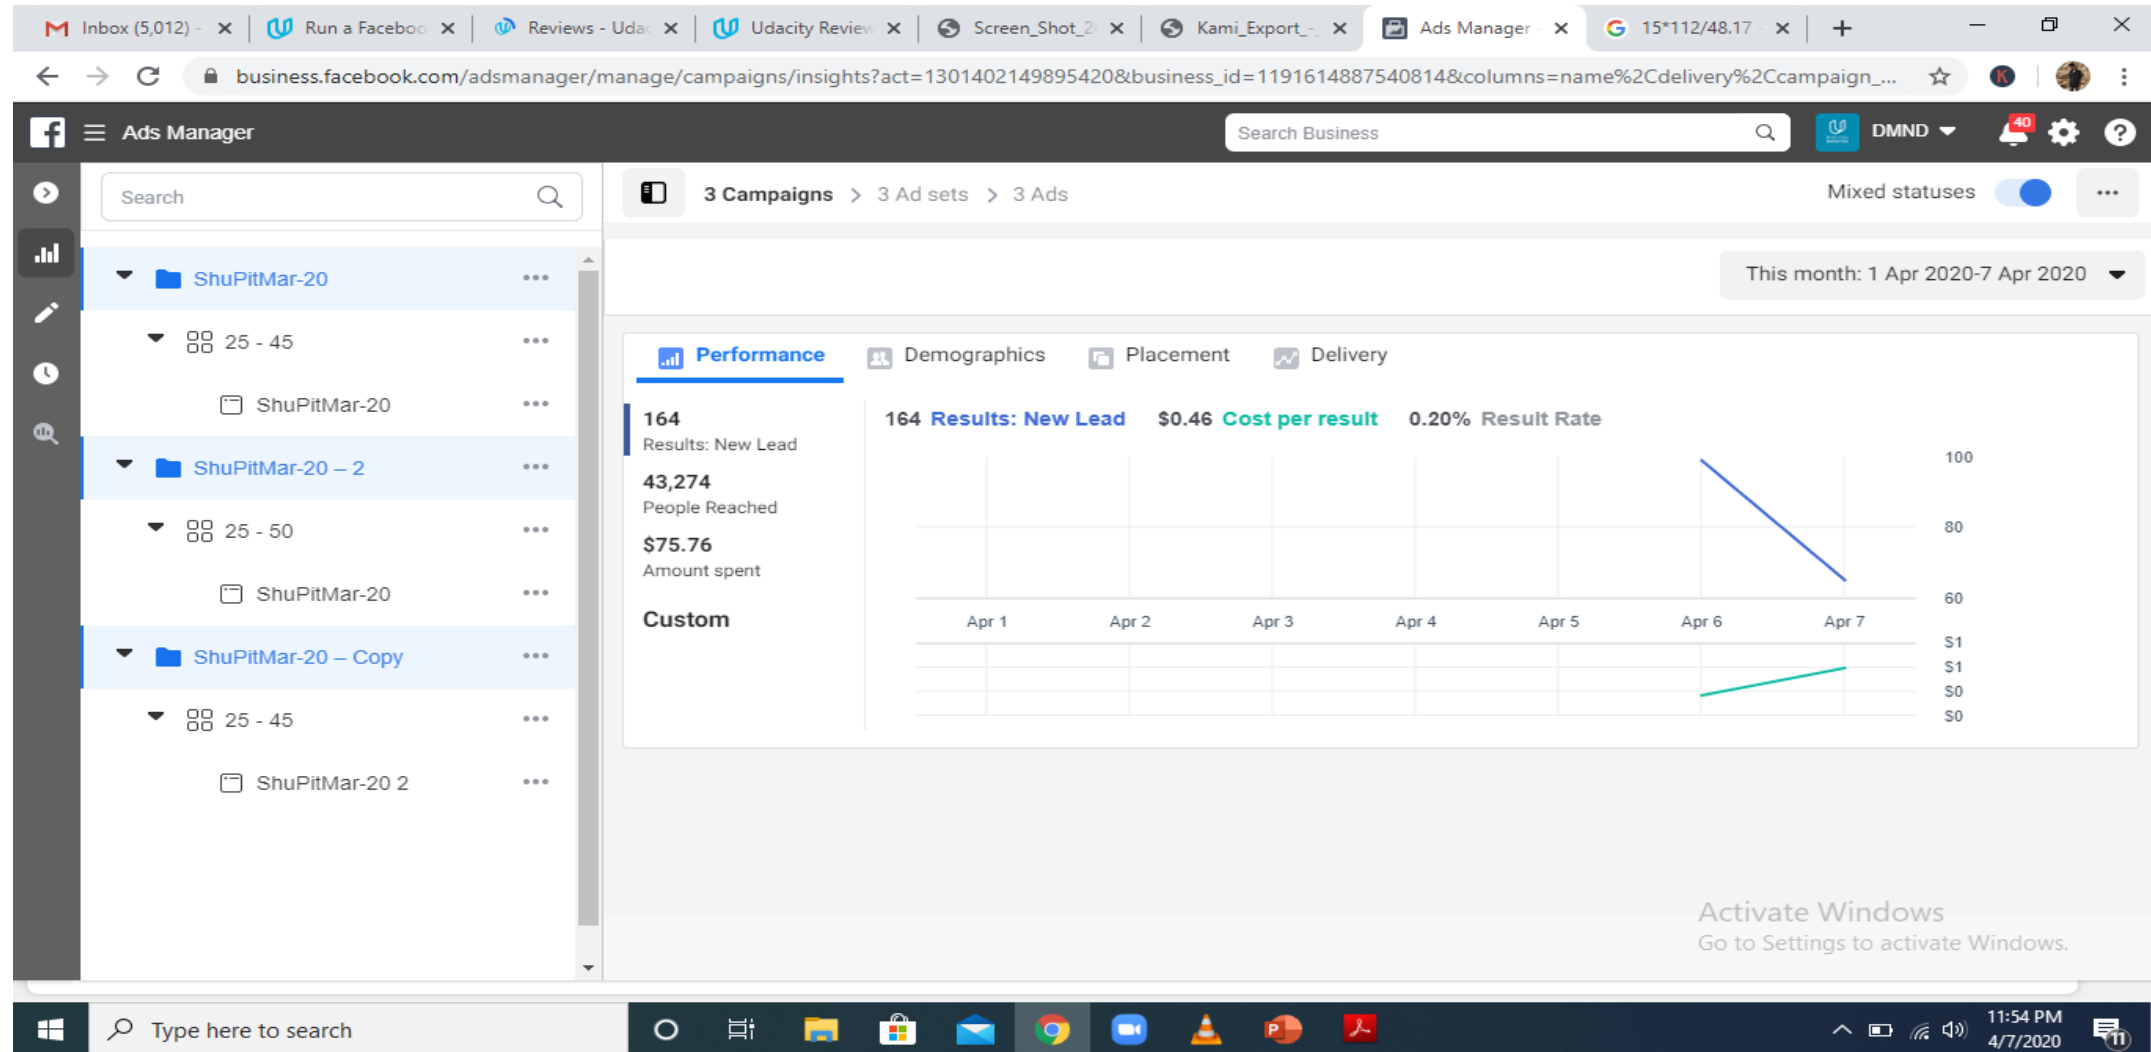 Inbox (5,012) -
Run a Faceboo
Reviews - Uda
Udacity Review
Screen_Shot_2
Kami_Export_-
Ads Manager
15*112/48.17 -
business.facebook.com/adsmanager/manage/campaigns/insights?act=1301402149895420&business_id=1191614887540814&columns=name%2Cdelivery%2Ccampaign_...
K
Ads Manager
Search Business
DMND
40
Search
3 Campaigns > 3 Ad sets > 3 Ads
Mixed statuses
This month: 1 Apr 2020-7 Apr 2020
ShuPitMar-20
25 - 45
ShuPitMar-20
ShuPitMar-20 – 2
25 - 50
ShuPitMar-20
ShuPitMar-20 – Copy
25 - 45
ShuPitMar-20 2
Performance
Demographics
Placement
Delivery
164
Results: New Lead
43,274
People Reached
$75.76
Amount spent
Custom
164 Results: New Lead $0.46 Cost per result 0.20% Result Rate
100
80
60
Apr 1 Apr 2 Apr 3 Apr 4 Apr 5 Apr 6 Apr 7
$1
$1
$0
$0
Activate Windows
Go to Settings to activate Windows.
Type here to search
11:54 PM
4/7/2020
11